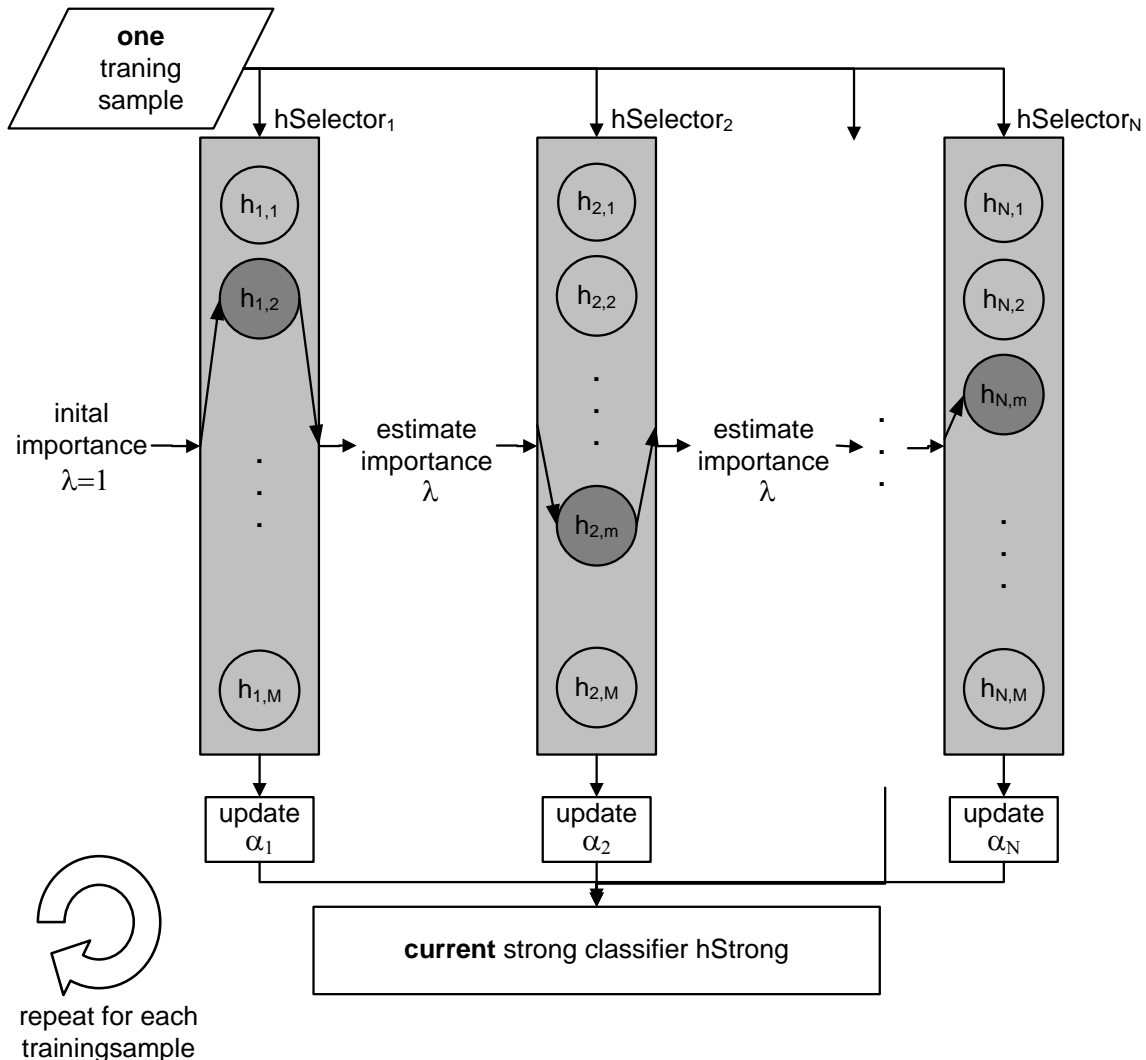 one
traning
sample
hSelector₁
hSelector₂
hSelectorN
h₁,₁
h₂,₁
hN,₁
h₁,₂
h₂,₂
hN,₂
hN,m
inital
importance
λ=1
estimate
importance
λ
estimate
importance
λ
h₂,m
h₁,M
h₂,M
hN,M
update
α₁
update
α₂
update
αN
current strong classifier hStrong
repeat for each
trainingsample